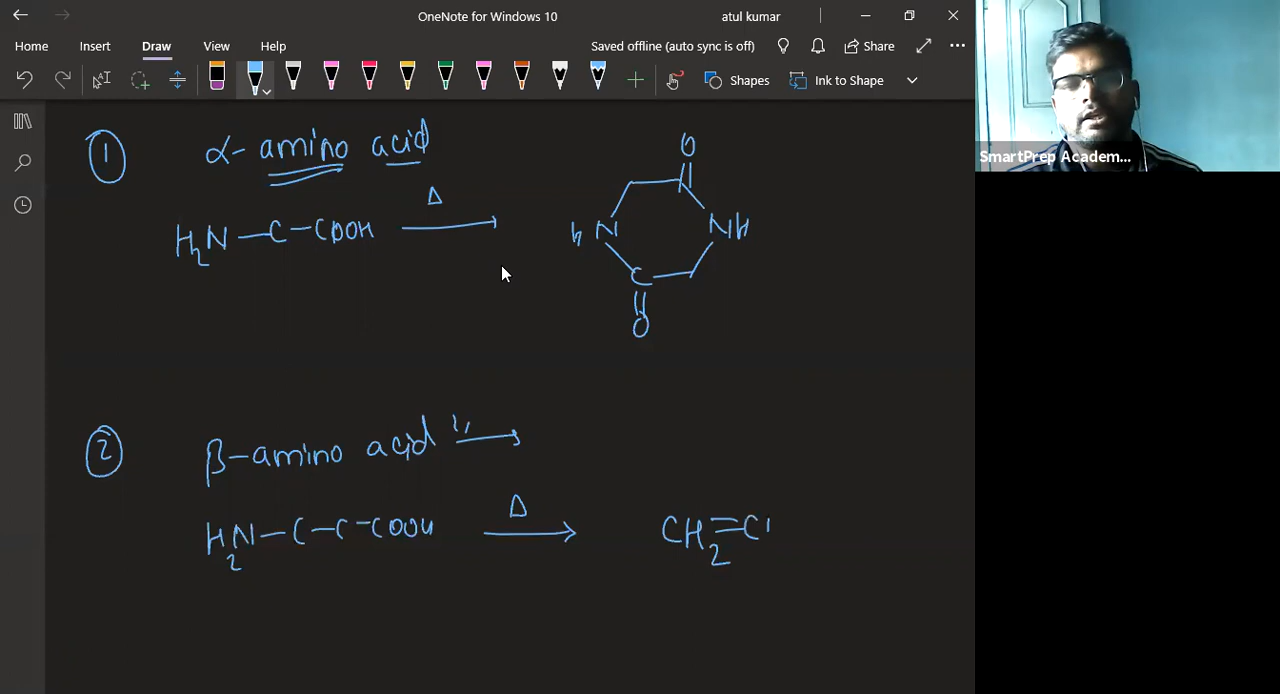 OneNote for Windows 10
atul kumar
Home Insert Draw View Help
Saved offline (auto sync is off)
Share
Shapes
Ink to Shape
SmartPrep Academ...
1 α- amino acid
H2N-C-COOH Δ
O
H N
NH
C
O
2 β-amino acid
H2N-C-C-COOH Δ CH2=C